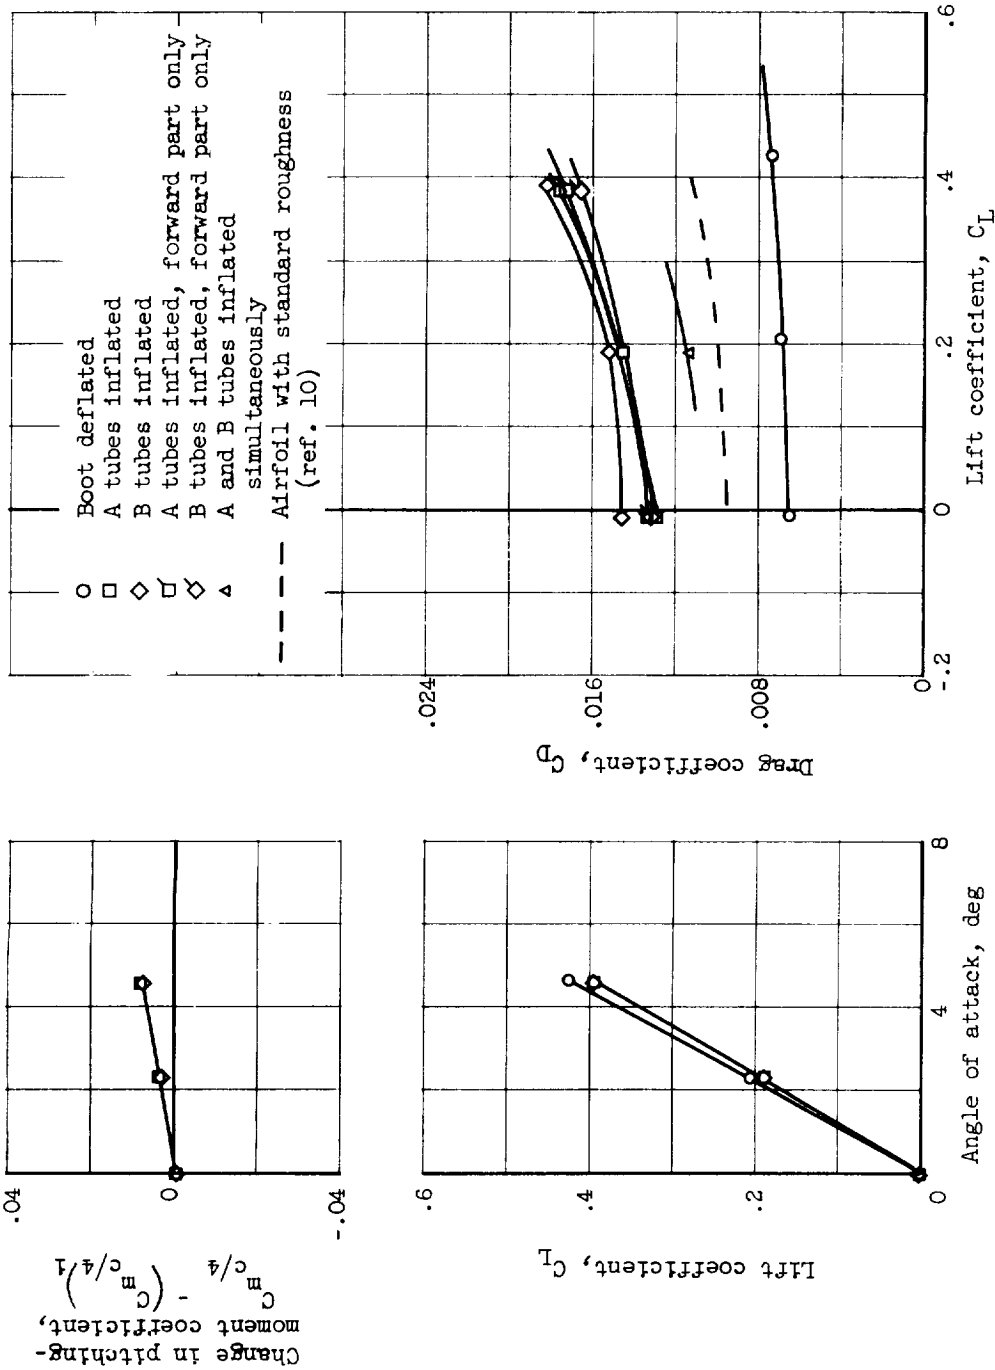 Change in pitching-
moment coefficient,
C_m_c/4 - (C_m_c/4)_1
.04
0
-.04
Lift coefficient, C_L
.6
.4
.2
0
4
8
Angle of attack, deg
Boot deflated
A tubes inflated
B tubes inflated
A tubes inflated, forward part only
B tubes inflated, forward part only
A and B tubes inflated
simultaneously
Airfoil with standard roughness
(ref. 10)
Drag coefficient, C_D
.024
.016
.008
0
-.2
0
.2
.4
.6
Lift coefficient, C_L